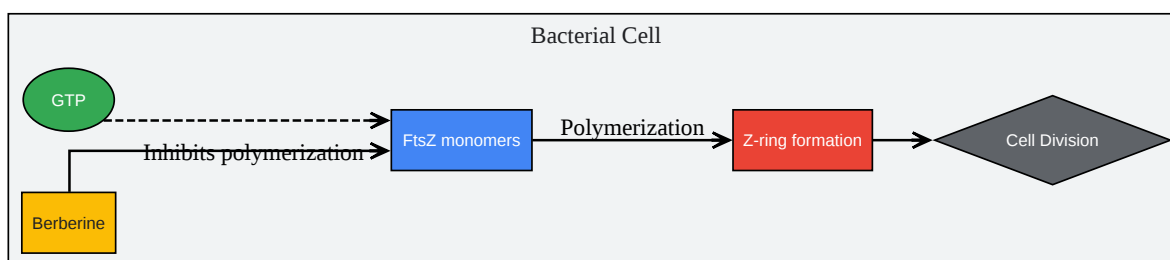 Bacterial Cell
GTP
FtsZ monomers
Polymerization
Z-ring formation
Cell Division
Inhibits polymerization
Berberine